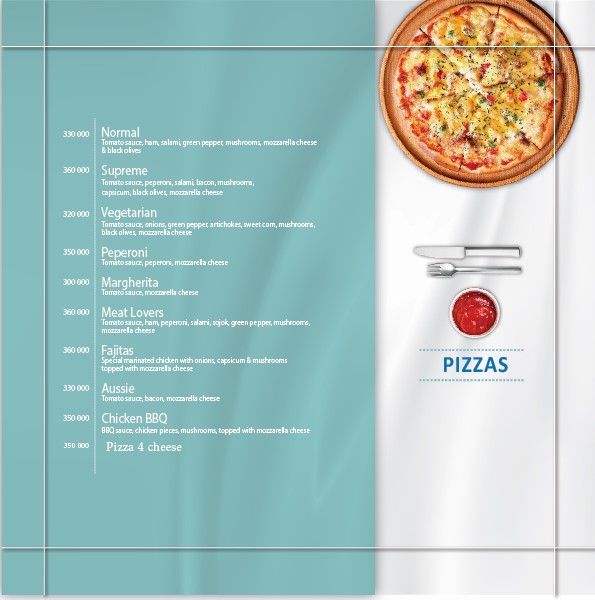 330 000 Normal
Tomato sauce, ham, salami, green pepper, mushrooms, mozzarella cheese
& black olives
360 000 Supreme
Tomato sauce, peperoni, salami, bacon, mushrooms,
capsicum, black olives, mozzarella cheese
320 000 Vegetarian
Tomato sauce, onions, green pepper, artichokes, sweet corn, mushrooms,
black olives, mozzarella cheese
350 000 Peperoni
Tomato sauce, peperoni, mozzarella cheese
300 000 Margherita
Tomato sauce, mozzarella cheese
360 000 Meat Lovers
Tomato sauce, ham, peperoni, salami, sojok, green pepper, mushrooms,
mozzarella cheese
360 000 Fajitas
Special marinated chicken with onions, capsicum & mushrooms
topped with mozzarella cheese
330 000 Aussie
Tomato sauce, bacon, mozzarella cheese
350 000 Chicken BBQ
BBQ sauce, chicken pieces, mushrooms, topped with mozzarella cheese
350 000 Pizza 4 cheese
PIZZAS